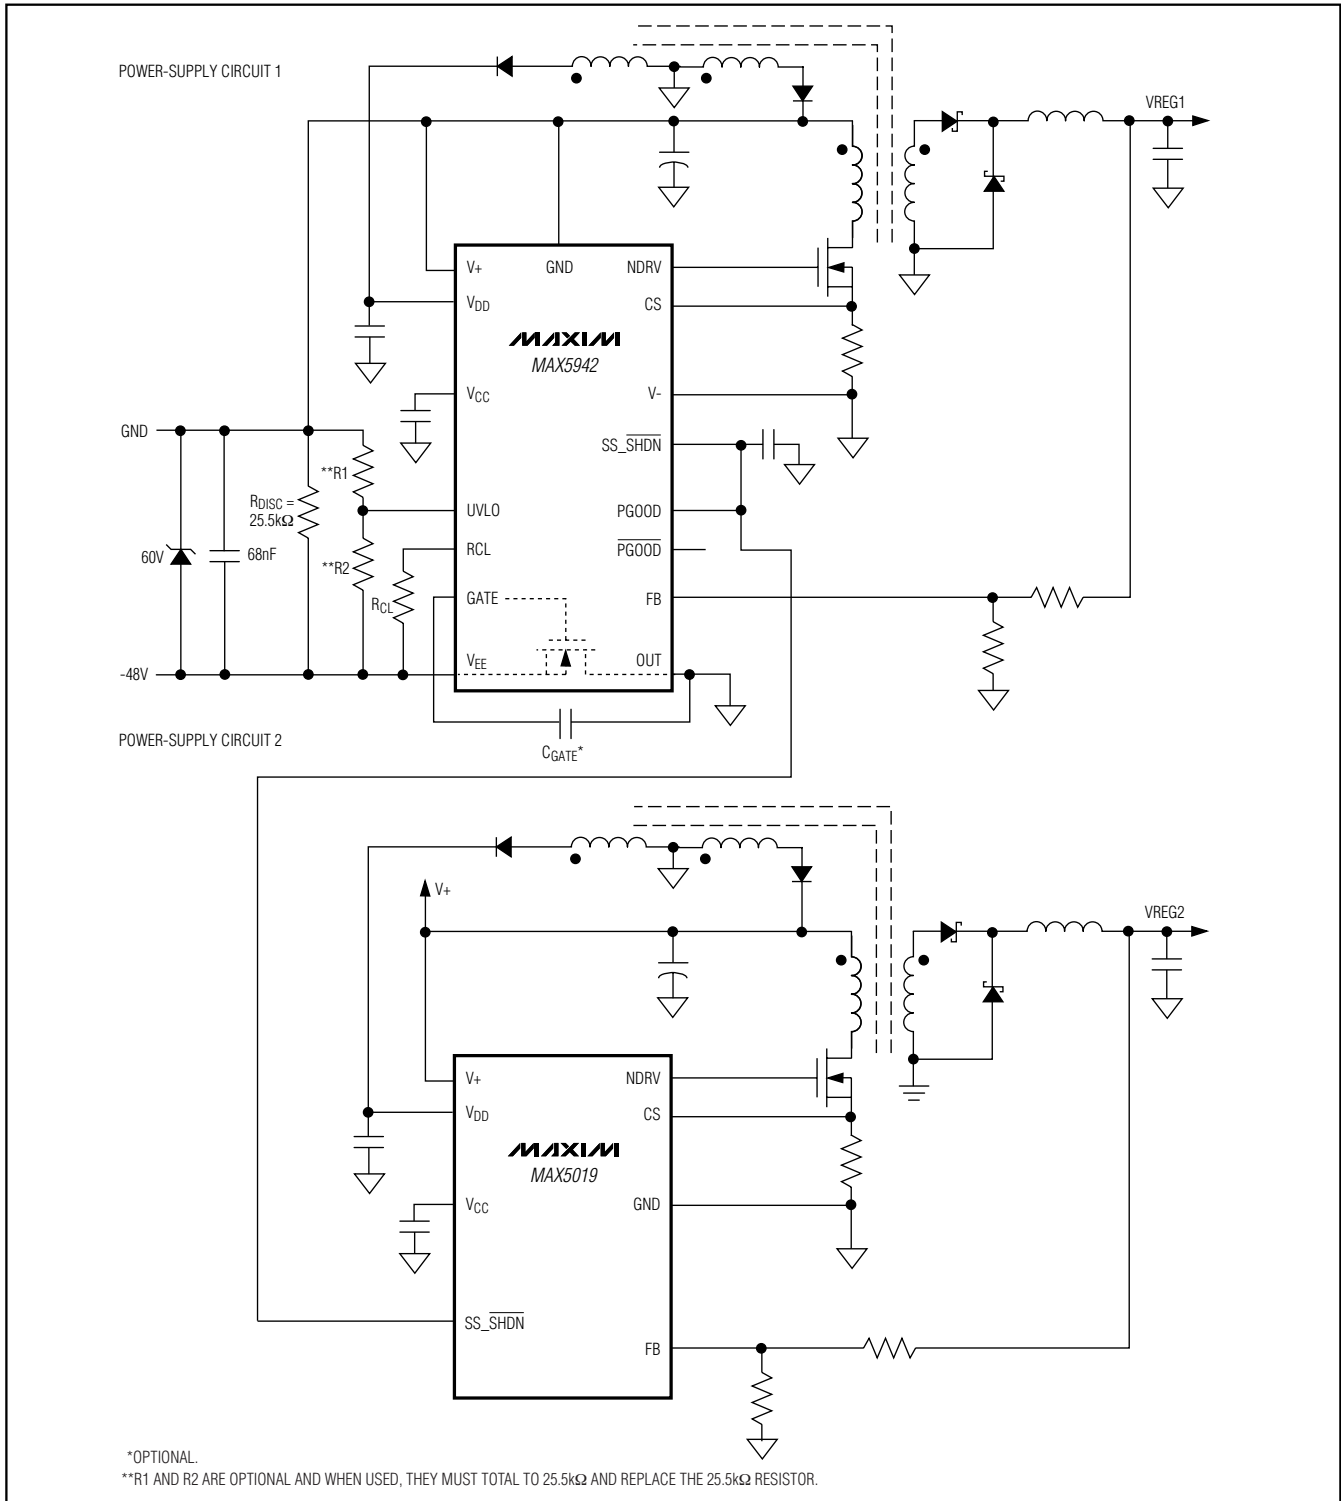 POWER-SUPPLY CIRCUIT 1
VREG1
V+
GND
NDRV
VDD
CS
MAXIM
MAX5942
VCC
V-
GND
SS_SHDN
**R1
RDISC =
25.5kΩ
UVLO
PGOOD
60V
68nF
**R2
RCL
PGOOD
RCL
GATE
FB
VEE
OUT
-48V
POWER-SUPPLY CIRCUIT 2
CGATE*
V+
VREG2
V+
NDRV
VDD
CS
MAXIM
MAX5019
VCC
GND
SS_SHDN
FB
*OPTIONAL.
**R1 AND R2 ARE OPTIONAL AND WHEN USED, THEY MUST TOTAL TO 25.5kΩ AND REPLACE THE 25.5kΩ RESISTOR.